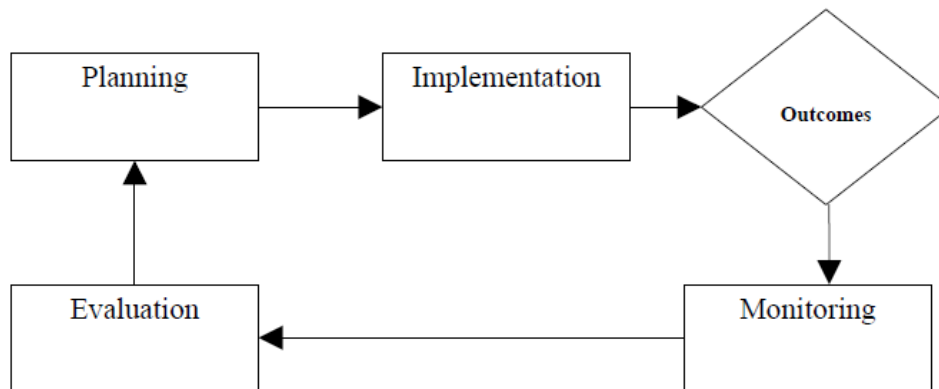 Planning
Implementation
Outcomes
Evaluation
Monitoring